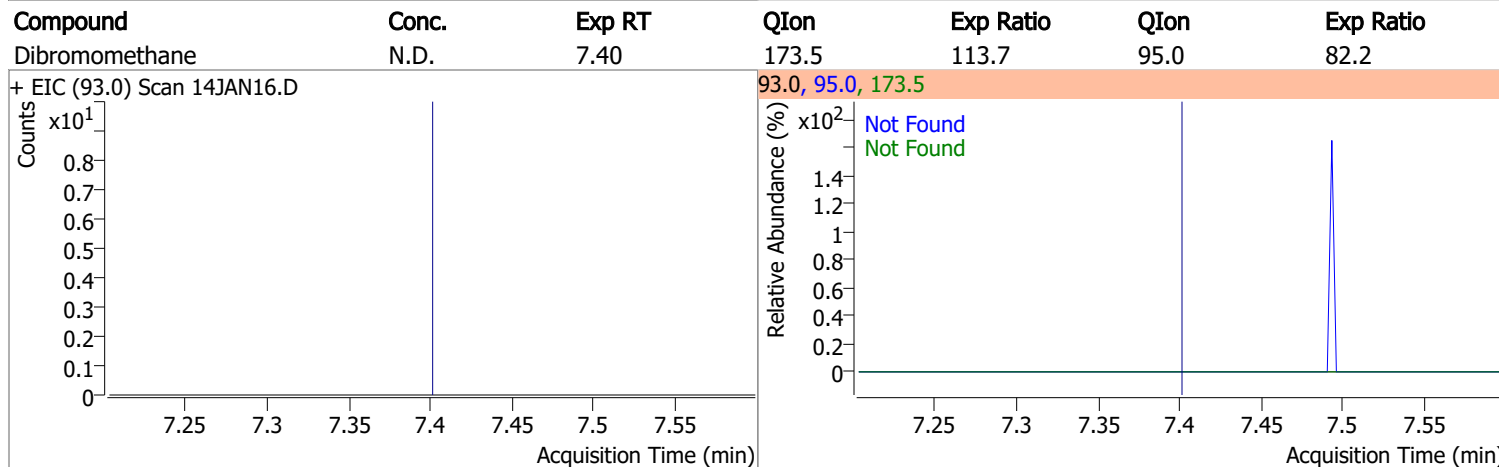 Compound Conc. Exp RT QIon Exp Ratio QIon Exp Ratio
Dibromomethane N.D. 7.40 173.5 113.7 95.0 82.2
+ EIC (93.0) Scan 14JAN16.D
Counts
x10¹
0.8
0.7
0.6
0.5
0.4
0.3
0.2
0.1
0
7.25 7.3 7.35 7.4 7.45 7.5 7.55
Acquisition Time (min)
93.0, 95.0, 173.5
Relative Abundance (%)
x10²
Not Found
Not Found
1.4
1.2
1
0.8
0.6
0.4
0.2
0
7.25 7.3 7.35 7.4 7.45 7.5 7.55
Acquisition Time (min)